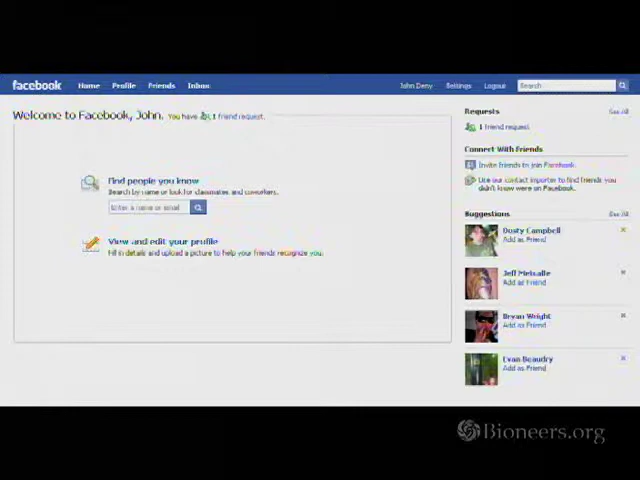 facebook Home Profile Friends Inbox John Deny Settings Logout Search
Welcome to Facebook, John. You have 1 friend request.
Find people you know
Search by name or look for classmates and coworkers.
Enter a name or email
View and edit your profile
Fill in details and upload a picture to help your friends recognize you.
Requests See All
1 friend request
Connect With Friends
Invite friends to join Facebook.
Use our contact importer to find friends you
didn't know were on Facebook.
Suggestions See All
Dusty Campbell
Add as Friend
Jeff
Add as Friend
Bryan Wright
Add as Friend
Evan Beaudry
Add as Friend
Bioneers.org